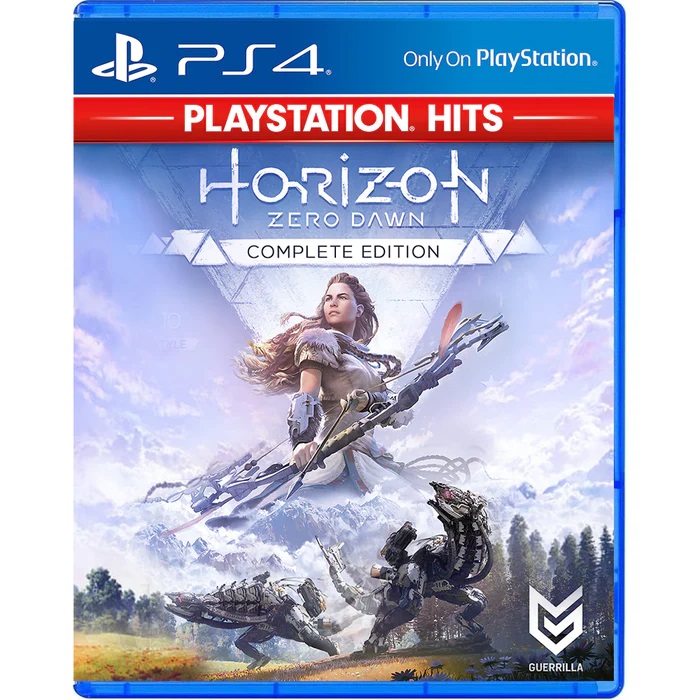 PS4
Only On PlayStation®
PLAYSTATION® HITS
HORIZON
ZERO DAWN
COMPLETE EDITION
GUERRILLA